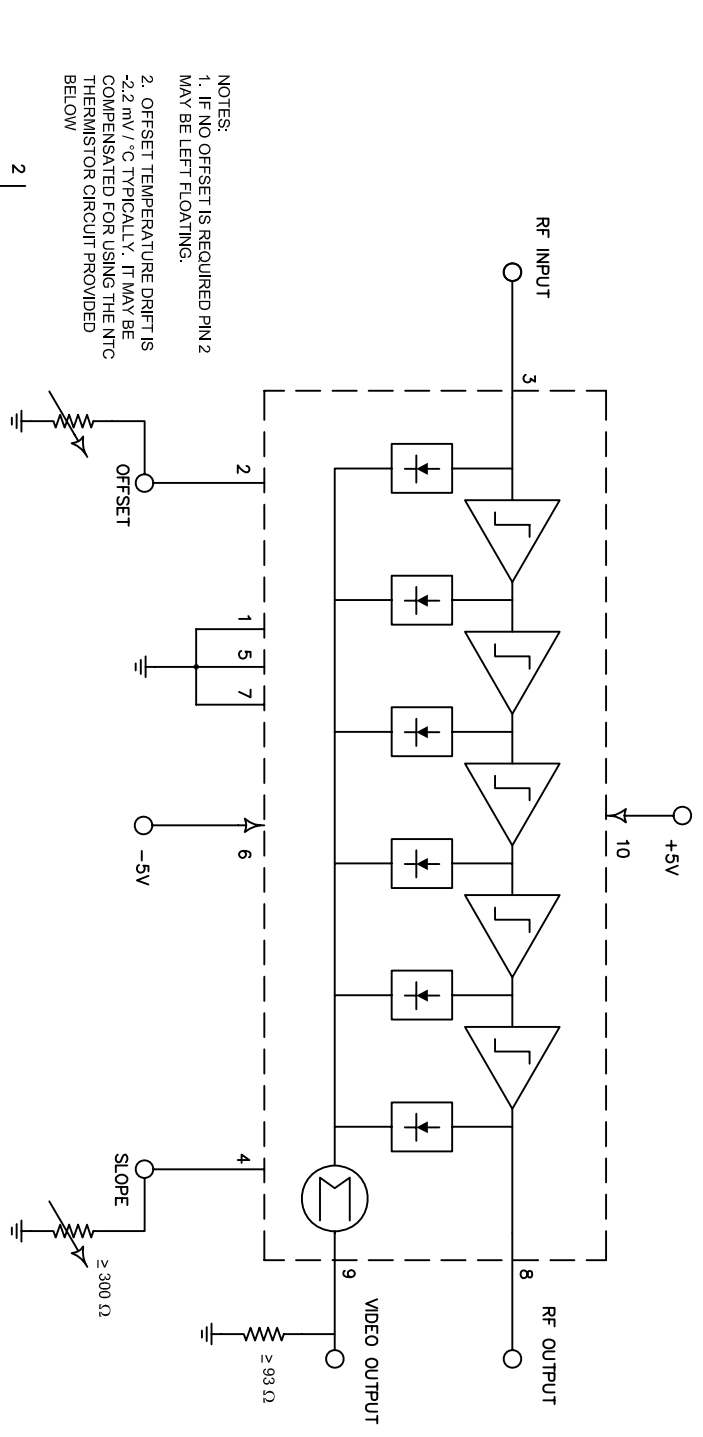 +5V
10
RF INPUT
3
8
RF OUTPUT
9
VIDEO OUTPUT
≥ 93 Ω
2
OFFSET
1
5
7
6
–5V
4
SLOPE
≥ 300 Ω
NOTES:
1. IF NO OFFSET IS REQUIRED PIN 2
MAY BE LEFT FLOATING.
2. OFFSET TEMPERATURE DRIFT IS
-2.2 mV / °C TYPICALLY. IT MAY BE
COMPENSATED FOR USING THE NTC
THERMISTOR CIRCUIT PROVIDED
BELOW
2